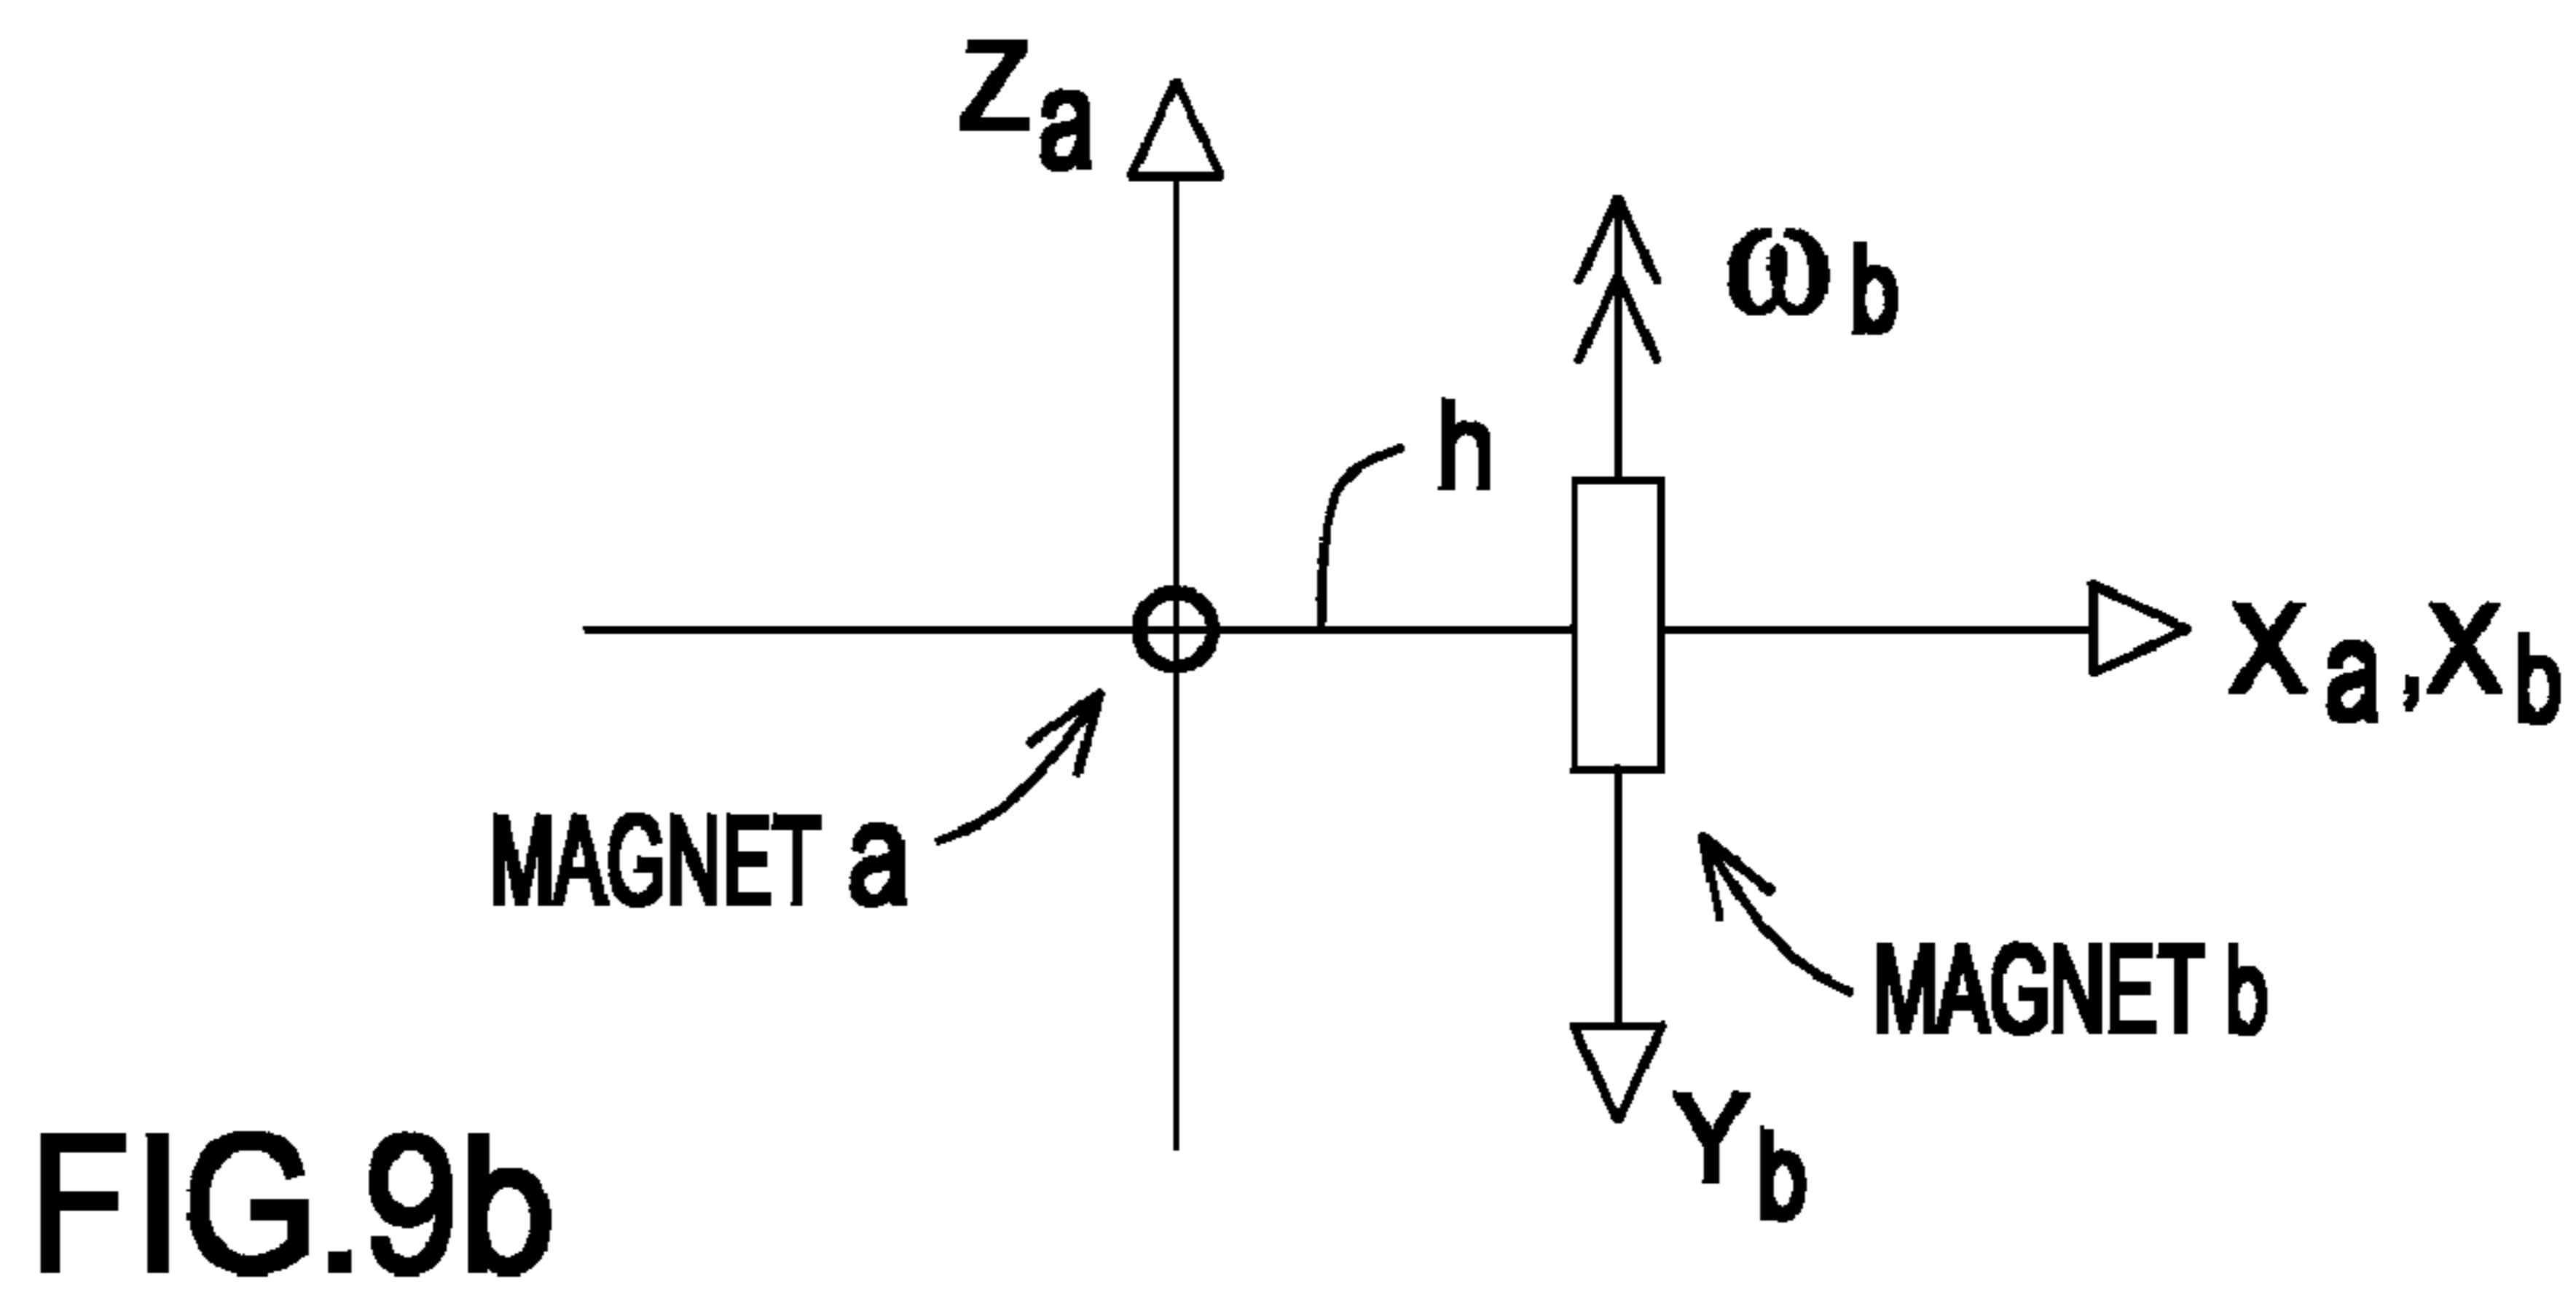 Za
ωb
h
Xa,Xb
MAGNET a
MAGNET b
Yb
FIG.9b